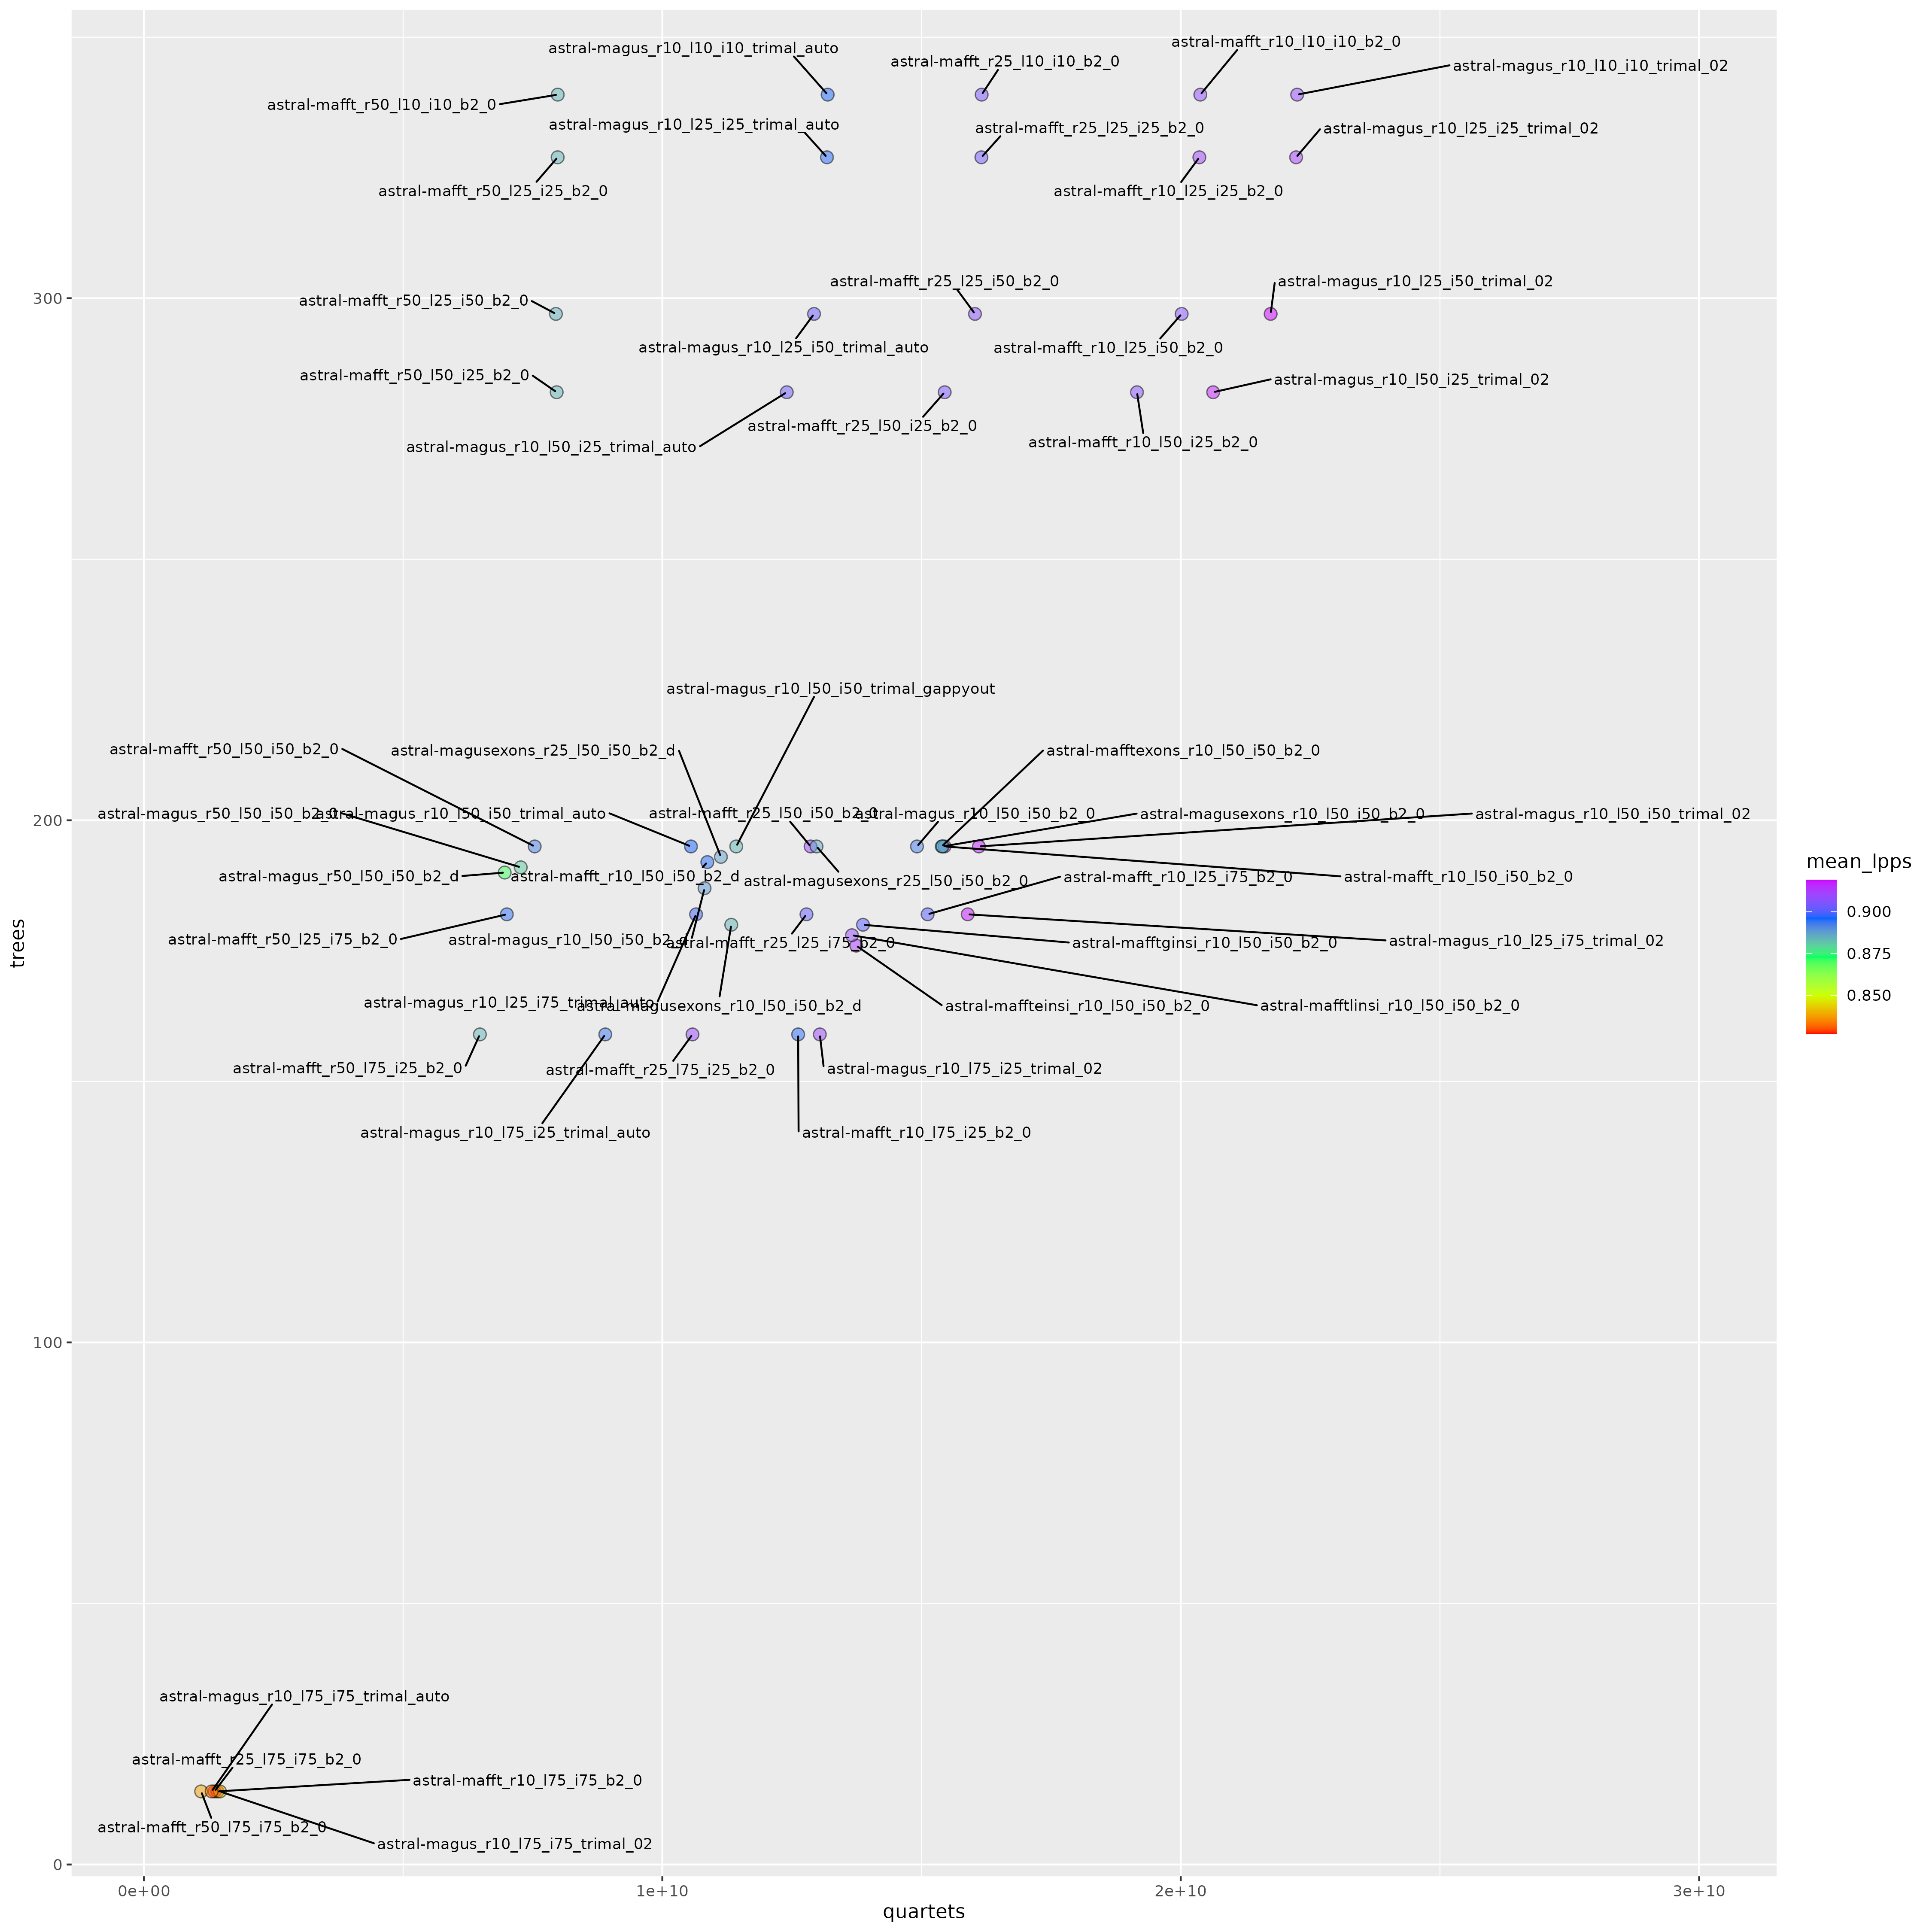 astral-mafft_r10_l10_i10_b2_0
astral-magus_r10_l10_i10_trimal_auto
astral-mafft_r25_l10_i10_b2_0
astral-magus_r10_l10_i10_trimal_02
astral-mafft_r50_l10_i10_b2_0
astral-magus_r10_l25_i25_trimal_auto
astral-mafft_r25_l25_i25_b2_0
astral-magus_r10_l25_i25_trimal_02
astral-mafft_r50_l25_i25_b2_0
astral-mafft_r10_l25_i25_b2_0
astral-mafft_r25_l25_i50_b2_0
astral-magus_r10_l25_i50_trimal_02
300
astral-mafft_r50_l25_i50_b2_0
astral-magus_r10_l25_i50_trimal_auto
astral-mafft_r10_l25_i50_b2_0
astral-mafft_r50_l50_i25_b2_0
astral-magus_r10_l50_i25_trimal_02
astral-mafft_r25_l50_i25_b2_0
astral-mafft_r10_l50_i25_b2_0
astral-magus_r10_l50_i25_trimal_auto
astral-magus_r10_l50_i50_trimal_gappyout
astral-mafft_r50_l50_i50_b2_0
astral-magusexons_r25_l50_i50_b2_d
astral-mafftexons_r10_l50_i50_b2_0
astral-magus_r50_l50_i50_b2_0
astral-magus_r10_l50_i50_trimal_auto
astral-mafft_r25_l50_i50_b2_0
astral-magus_r10_l50_i50_b2_0
astral-magusexons_r10_l50_i50_b2_0
astral-magus_r10_l50_i50_trimal_02
200
astral-magus_r50_l50_i50_b2_d
astral-mafft_r10_l50_i50_b2_d
astral-magusexons_r25_l50_i50_b2_0
astral-mafft_r10_l25_i75_b2_0
astral-mafft_r10_l50_i50_b2_0
astral-mafft_r50_l25_i75_b2_0
astral-magus_r10_l50_i50_b2_d
astral-mafft_r25_l25_i75_b2_0
astral-mafftginsi_r10_l50_i50_b2_0
astral-magus_r10_l25_i75_trimal_02
astral-magus_r10_l25_i75_trimal_auto
astral-magusexons_r10_l50_i50_b2_d
astral-maffteinsi_r10_l50_i50_b2_0
astral-mafftlinsi_r10_l50_i50_b2_0
astral-mafft_r50_l75_i25_b2_0
astral-mafft_r25_l75_i25_b2_0
astral-magus_r10_l75_i25_trimal_02
astral-magus_r10_l75_i25_trimal_auto
astral-mafft_r10_l75_i25_b2_0
100
astral-magus_r10_l75_i75_trimal_auto
astral-mafft_r25_l75_i75_b2_0
astral-mafft_r10_l75_i75_b2_0
astral-mafft_r50_l75_i75_b2_0
astral-magus_r10_l75_i75_trimal_02
0
trees
0e+00
1e+10
2e+10
3e+10
quartets
mean_lpps
0.900
0.875
0.850